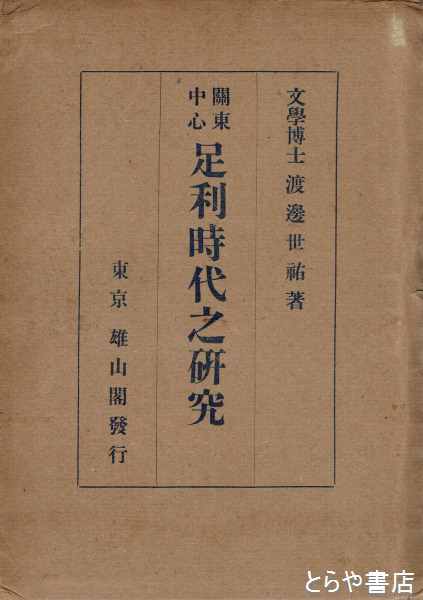 文學博士 渡邊世祐著
關東
中心
足利時代之硏究
東京 雄山閣發行
とらや書店